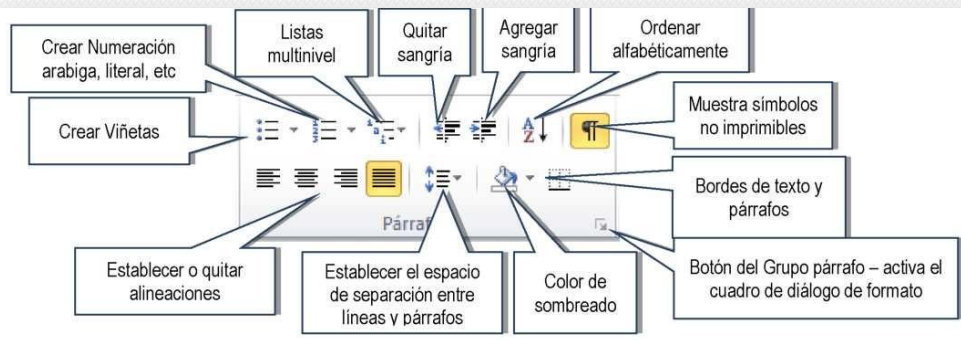 Crear Numeración
arabiga, literal, etc
Listas
multinivel
Quitar
sangría
Agregar
sangría
Ordenar
alfabéticamente
Crear Viñetas
Muestra símbolos
no imprimibles
Bordes de texto y
párrafos
Párraf
Establecer o quitar
alineaciones
Establecer el espacio
de separación entre
líneas y párrafos
Color de
sombreado
Botón del Grupo párrafo – activa el
cuadro de diálogo de formato